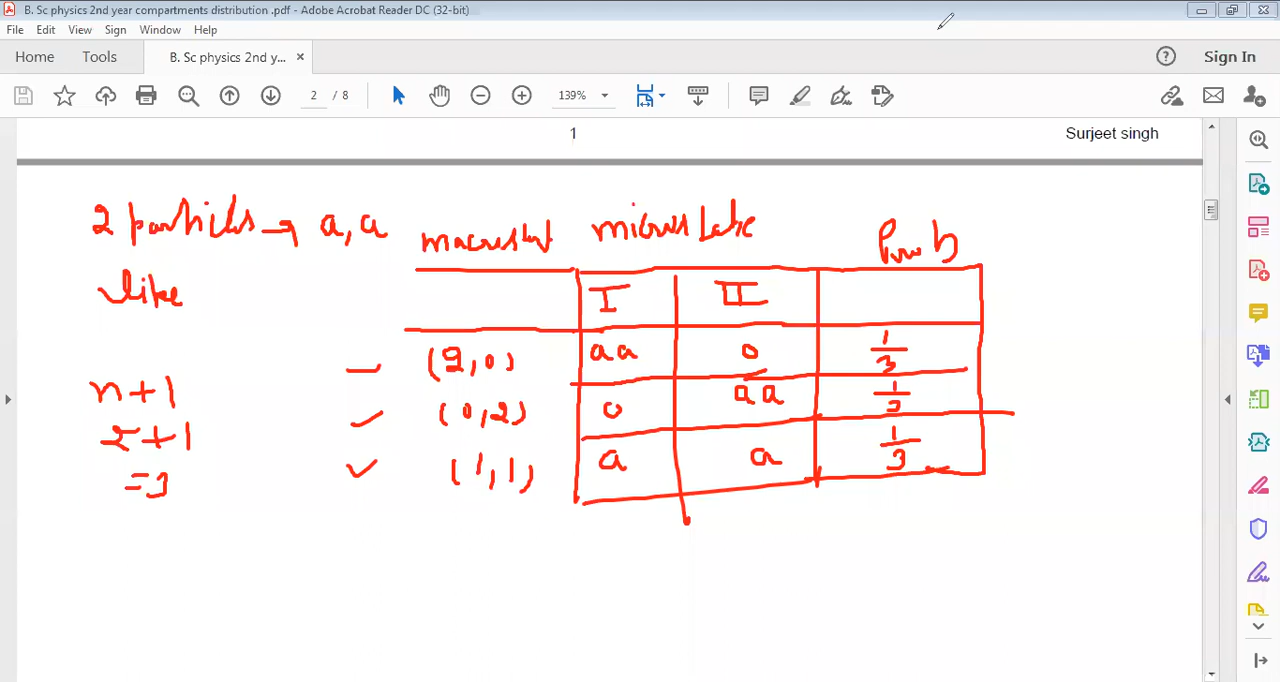 B. Sc physics 2nd year compartments distribution .pdf - Adobe Acrobat Reader DC (32-bit)
File Edit View Sign Window Help
Home Tools B. Sc physics 2nd y... × Sign In
2 / 8 139%
1 Surjeet singh
2 particles → a, a macrostat microstate Prob
like
I II
(2,0) aa 0 1/3
n+1 (0,2) 0 aa 1/3
2+1 (1,1) a a 1/3
=3